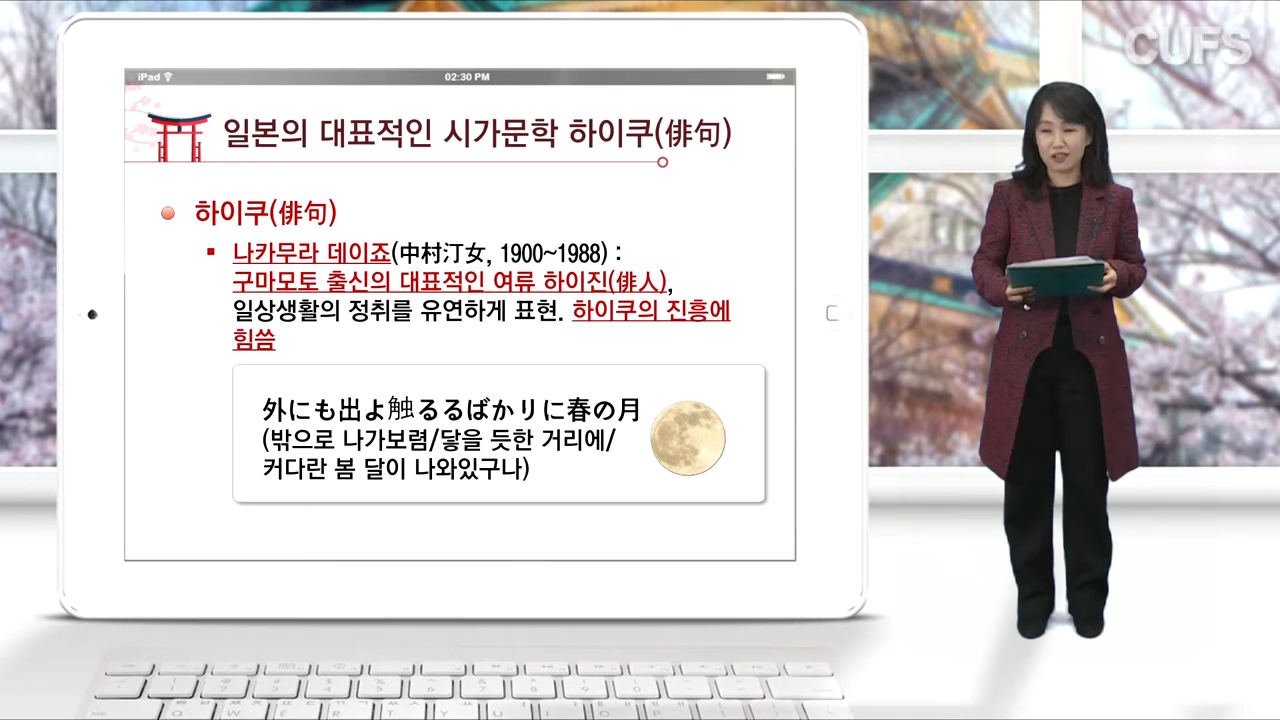 CUFS
iPad
02:30 PM
일본의 대표적인 시가문학 하이쿠(俳句)
하이쿠(俳句)
나카무라 데이죠(中村汀女, 1900~1988) :
구마모토 출신의 대표적인 여류 하이진(俳人),
일상생활의 정취를 유연하게 표현. 하이쿠의 진흥에
힘씀
外にも出よ触るるばかりに春の月
(밖으로 나가보렴/닿을 듯한 거리에/
커다란 봄 달이 나와있구나)